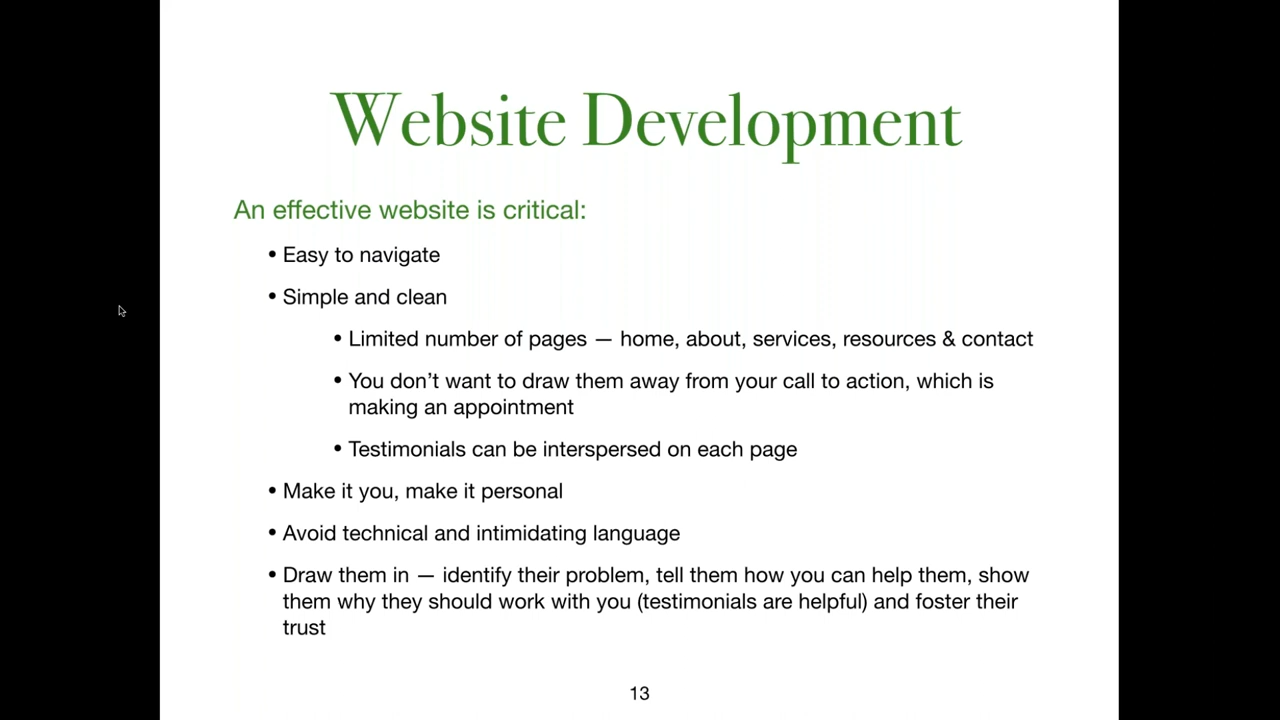 Website Development
An effective website is critical:
• Easy to navigate
• Simple and clean
• Limited number of pages — home, about, services, resources & contact
• You don’t want to draw them away from your call to action, which is
making an appointment
• Testimonials can be interspersed on each page
• Make it you, make it personal
• Avoid technical and intimidating language
• Draw them in — identify their problem, tell them how you can help them, show
them why they should work with you (testimonials are helpful) and foster their
trust
13